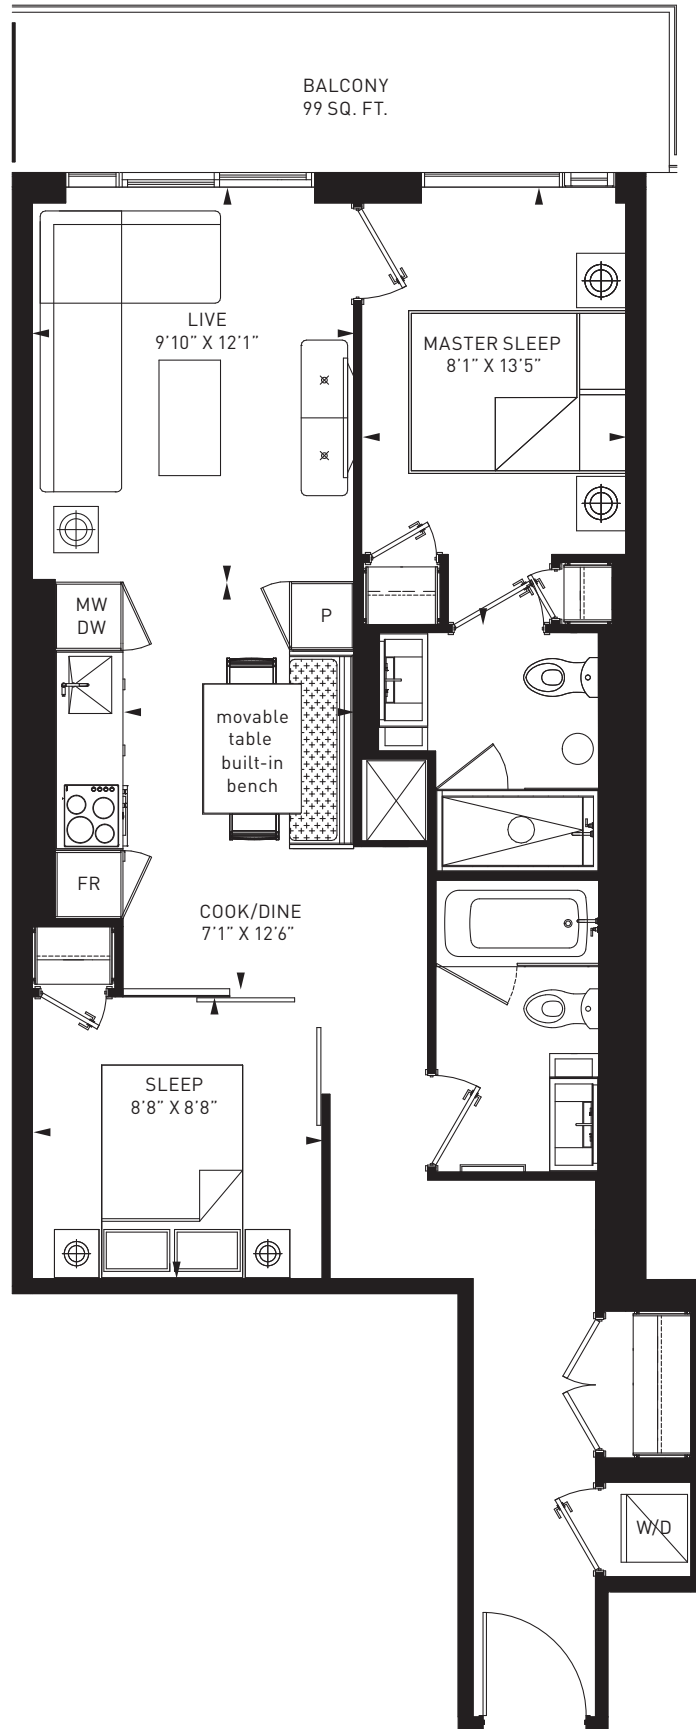 BALCONY
99 SQ. FT.
LIVE
9’10” X 12’1”
MASTER SLEEP
8’1” X 13’5”
MW
DW
P
movable
table
built-in
bench
FR
COOK/DINE
7’1” X 12’6”
SLEEP
8’8” X 8’8”
W/D